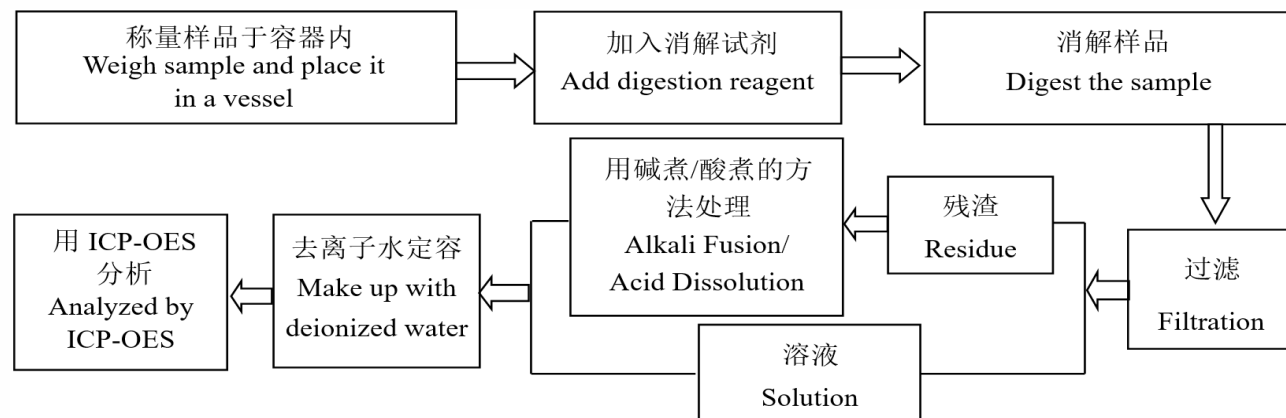 称量样品于容器内
Weigh sample and place it
in a vessel
加入消解试剂
Add digestion reagent
消解样品
Digest the sample
过滤
Filtration
残渣
Residue
用碱煮/酸煮的方
法处理
Alkali Fusion/
Acid Dissolution
溶液
Solution
去离子水定容
Make up with
deionized water
用 ICP-OES
分析
Analyzed by
ICP-OES